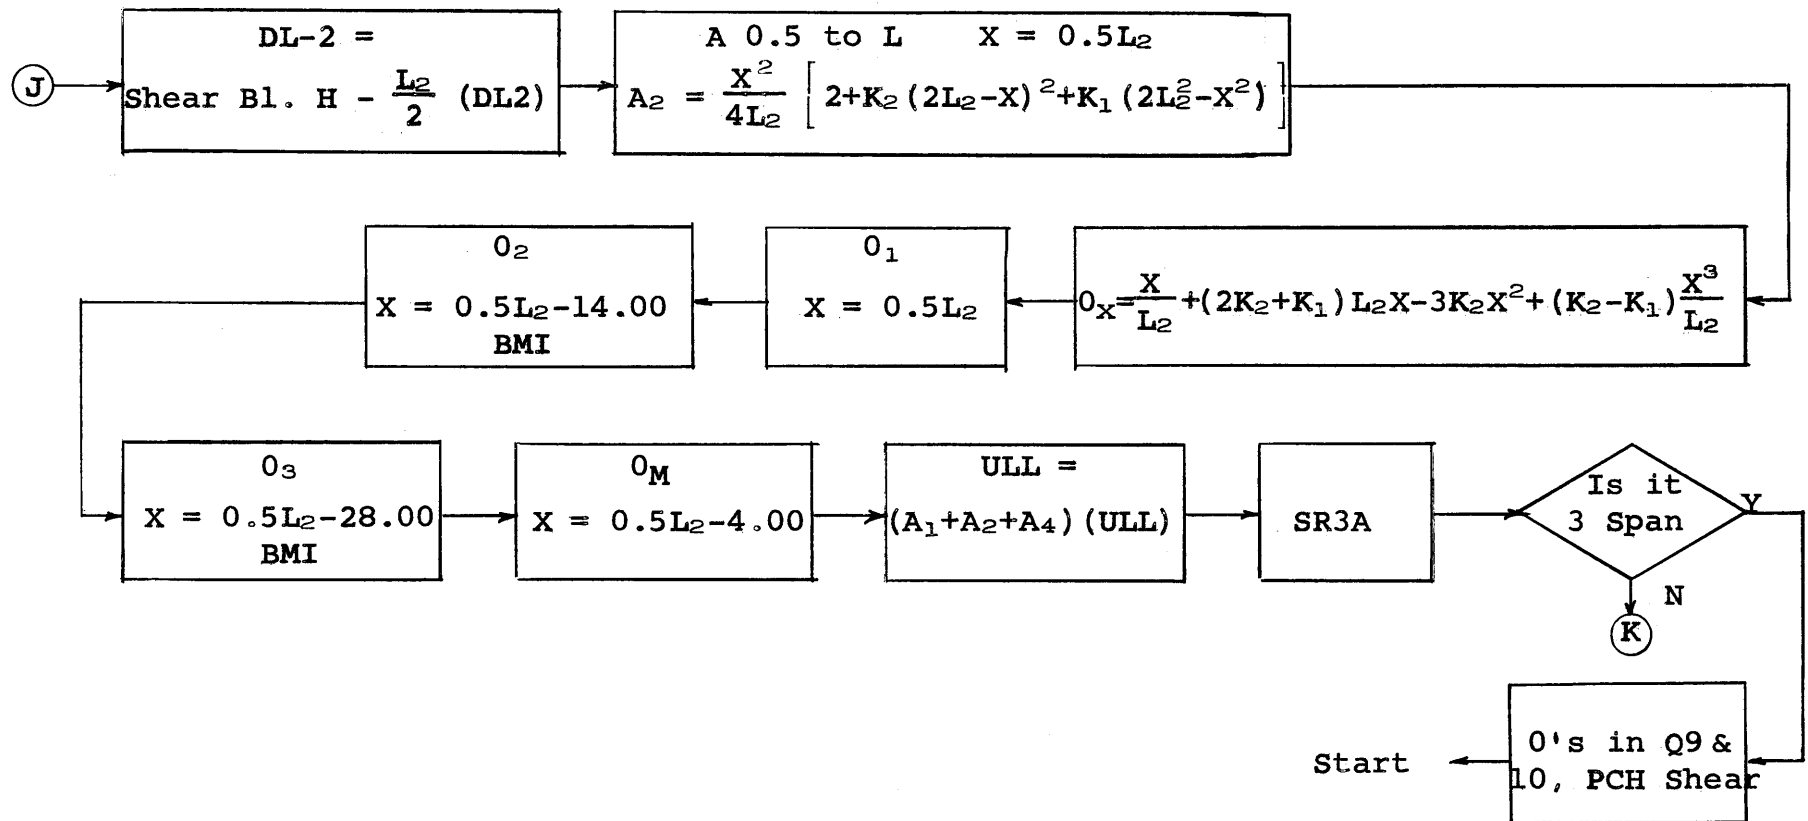 J
DL-2 =
Shear Bl. H - L₂/2 (DL2)
A 0.5 to L X = 0.5L₂
A₂ = X²/4L₂ [2+K₂(2L₂-X)²+K₁(2L₂²-X²)]
0ₓ=X/L₂+(2K₂+K₁)L₂X-3K₂X²+(K₂-K₁)X³/L₂
0₁
X = 0.5L₂
0₂
X = 0.5L₂-14.00
BMI
0₃
X = 0.5L₂-28.00
BMI
0M
X = 0.5L₂-4.00
ULL =
(A₁+A₂+A₄)(ULL)
SR3A
Is it
3 Span
Y
N
K
0's in Q9 &
10, PCH Shear
Start